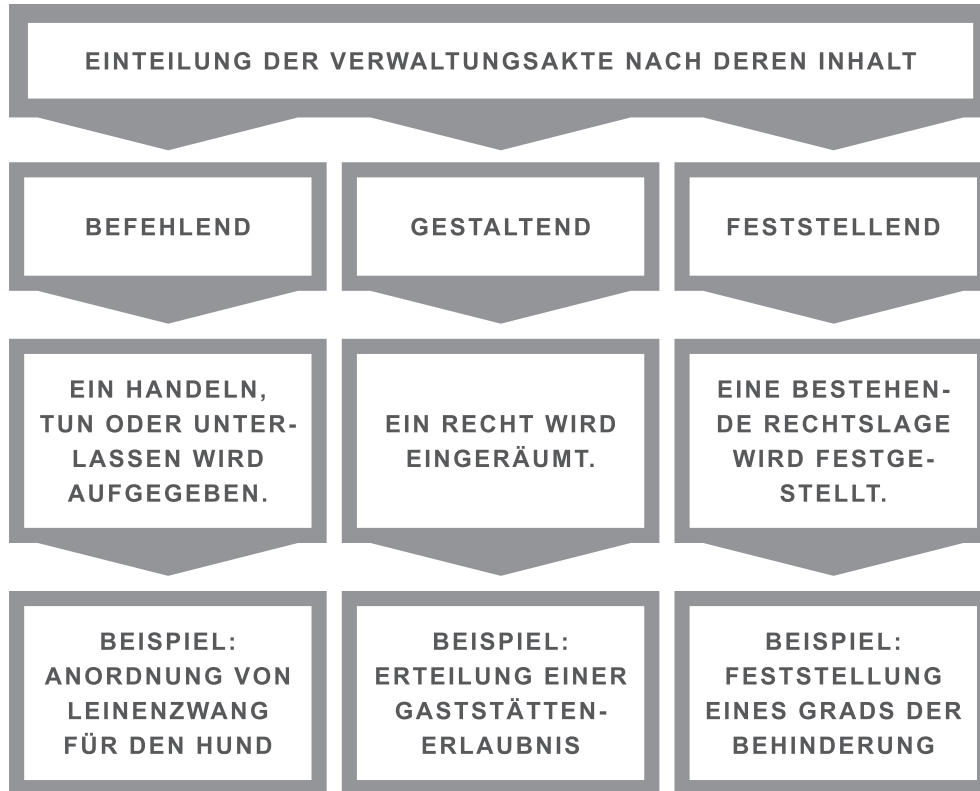 EINTEILUNG DER VERWALTUNGSAKTE NACH DEREN INHALT
BEFEHLEND
GESTALTEND
FESTSTELLEND
EIN HANDELN,
TUN ODER UNTER-
LASSEN WIRD
AUFGEGEBEN.
EIN RECHT WIRD
EINGERÄUMT.
EINE BESTEHEN-
DE RECHTSLAGE
WIRD FESTGE-
STELLT.
BEISPIEL:
ANORDNUNG VON
LEINENZWANG
FÜR DEN HUND
BEISPIEL:
ERTEILUNG EINER
GASTSTÄTTEN-
ERLAUBNIS
BEISPIEL:
FESTSTELLUNG
EINES GRADS DER
BEHINDERUNG